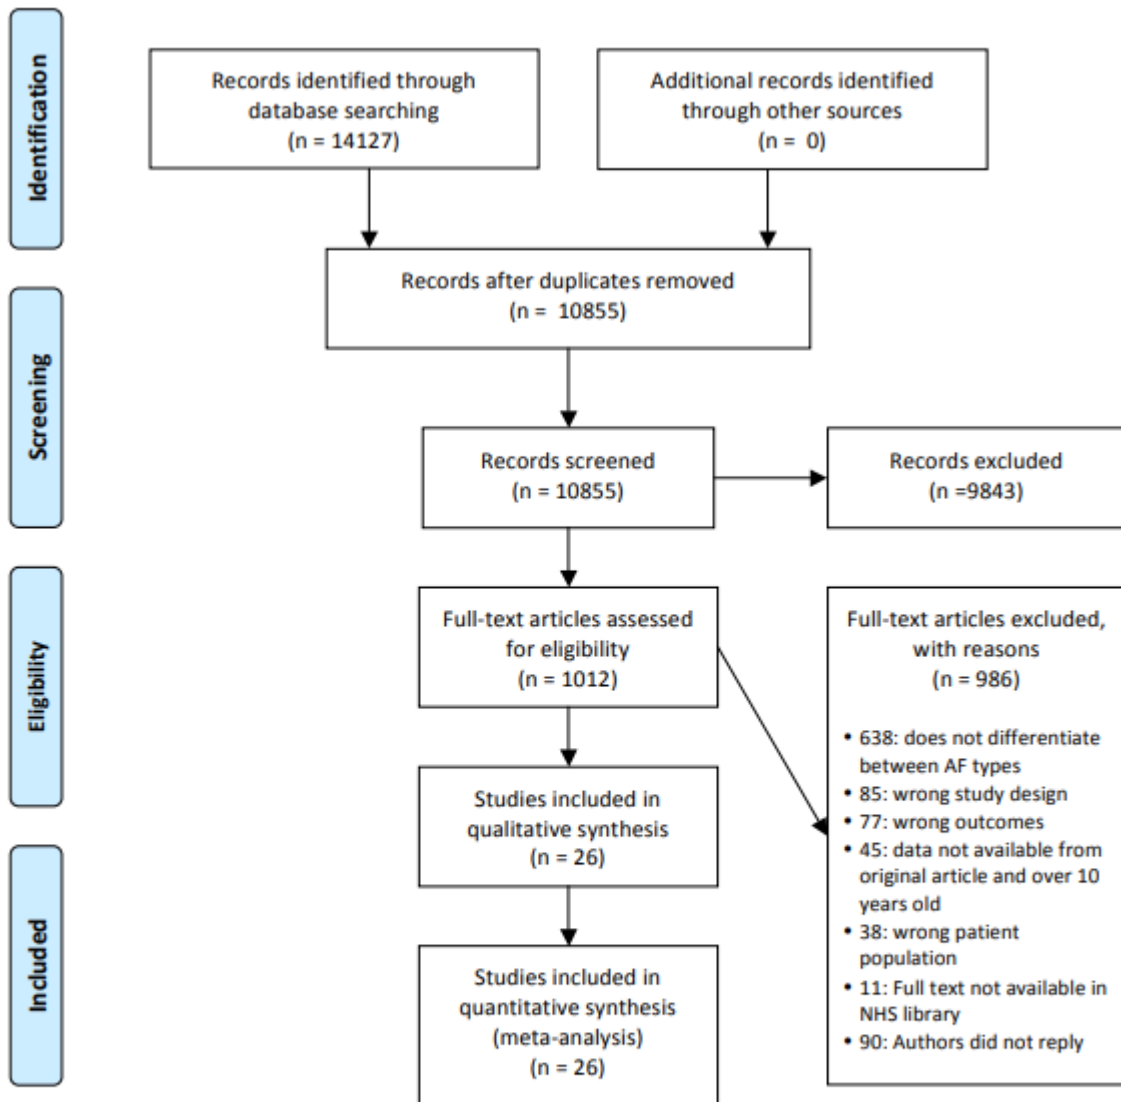 Identification
Records identified through
database searching
(n = 14127)
Additional records identified
through other sources
(n =  0)
Records after duplicates removed
(n =  10855)
Screening
Records screened
(n = 10855)
Records excluded
(n =9843)
Eligibility
Full-text articles assessed
for eligibility
(n = 1012)
Full-text articles excluded,
with reasons
(n = 986)
• 638: does not differentiate
between AF types
• 85: wrong study design
• 77: wrong outcomes
• 45: data not available from
original article and over 10
years old
• 38: wrong patient
population
• 11: Full text not available in
NHS library
• 90: Authors did not reply
Studies included in
qualitative synthesis
(n = 26)
Included
Studies included in
quantitative synthesis
(meta-analysis)
(n = 26)